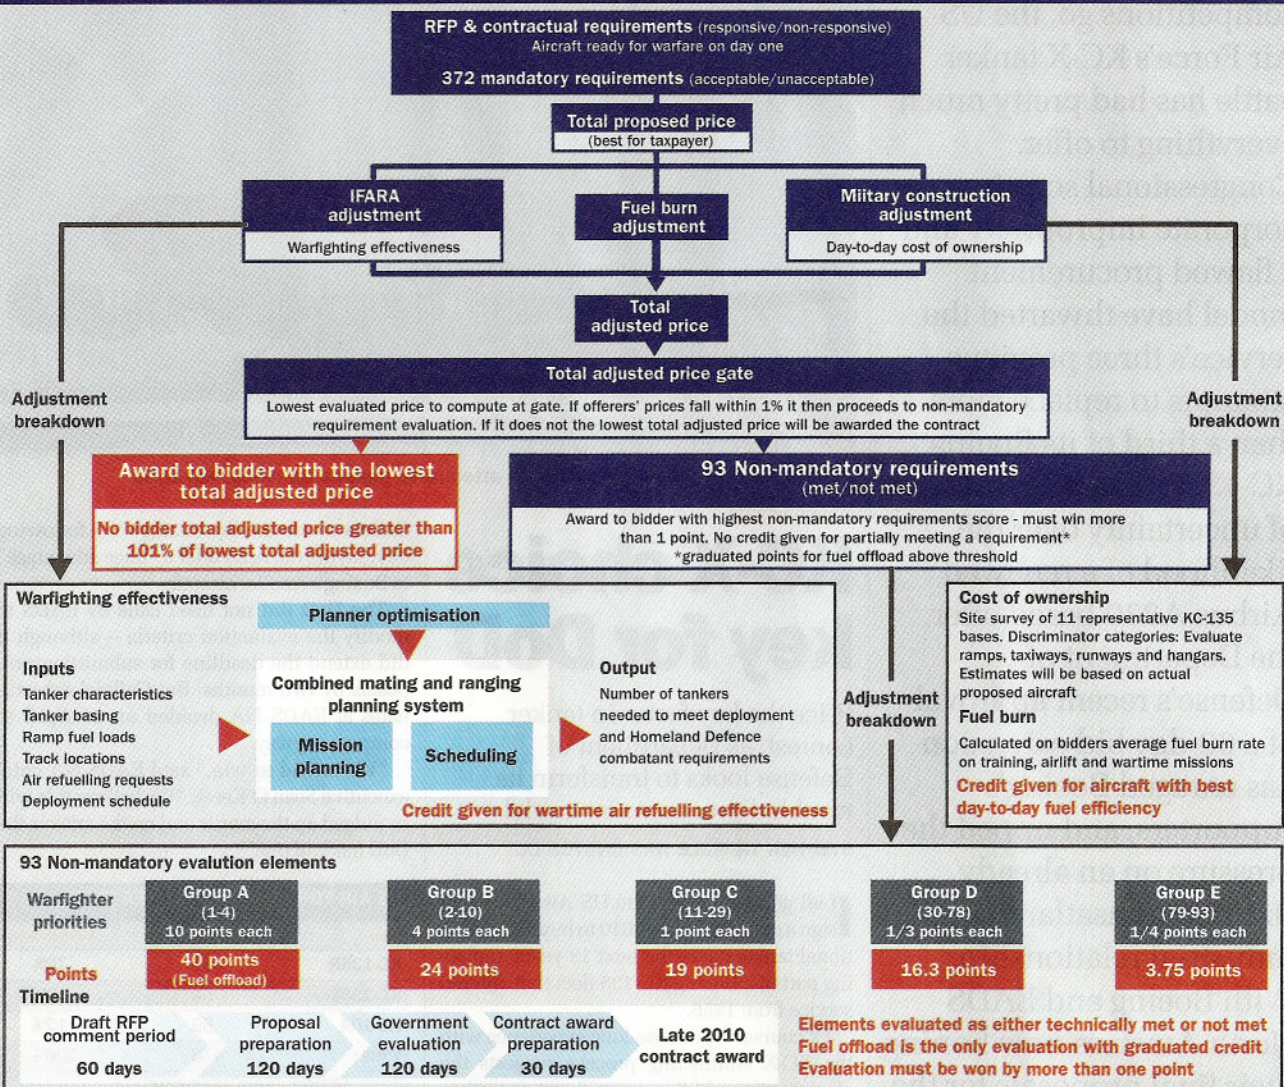 RFP & contractual requirements (responsive/non-responsive)
Aircraft ready for warfare on day one
372 mandatory requirements (acceptable/unacceptable)
Total proposed price
(best for taxpayer)
IFARA
adjustment
Warfighting effectiveness
Fuel burn
adjustment
Miitary construction
adjustment
Day-to-day cost of ownership
Total
adjusted price
Total adjusted price gate
Lowest evaluated price to compute at gate. If offerers' prices fall within 1% it then proceeds to non-mandatory
requirement evaluation. If it does not the lowest total adjusted price will be awarded the contract
Adjustment
breakdown
Adjustment
breakdown
Award to bidder with the lowest
total adjusted price
No bidder total adjusted price greater than
101% of lowest total adjusted price
93 Non-mandatory requirements
(met/not met)
Award to bidder with highest non-mandatory requirements score - must win more
than 1 point. No credit given for partially meeting a requirement*
*graduated points for fuel offload above threshold
Warfighting effectiveness
Planner optimisation
Inputs
Tanker characteristics
Tanker basing
Ramp fuel loads
Track locations
Air refuelling requests
Deployment schedule
Combined mating and ranging
planning system
Mission
planning
Scheduling
Output
Number of tankers
needed to meet deployment
and Homeland Defence
combatant requirements
Credit given for wartime air refuelling effectiveness
Adjustment
breakdown
Cost of ownership
Site survey of 11 representative KC-135
bases. Discriminator categories: Evaluate
ramps, taxiways, runways and hangars.
Estimates will be based on actual
proposed aircraft
Fuel burn
Calculated on bidders average fuel burn rate
on training, airlift and wartime missions
Credit given for aircraft with best
day-to-day fuel efficiency
93 Non-mandatory evalution elements
Warfighter
priorities
Group A
(1-4)
10 points each
Group B
(2-10)
4 points each
Group C
(11-29)
1 point each
Group D
(30-78)
1/3 points each
Group E
(79-93)
1/4 points each
Points
40 points
(Fuel offload)
24 points
19 points
16.3 points
3.75 points
Timeline
Draft RFP
comment period
60 days
Proposal
preparation
120 days
Government
evaluation
120 days
Contract award
preparation
30 days
Late 2010
contract award
Elements evaluated as either technically met or not met
Fuel offload is the only evaluation with graduated credit
Evaluation must be won by more than one point